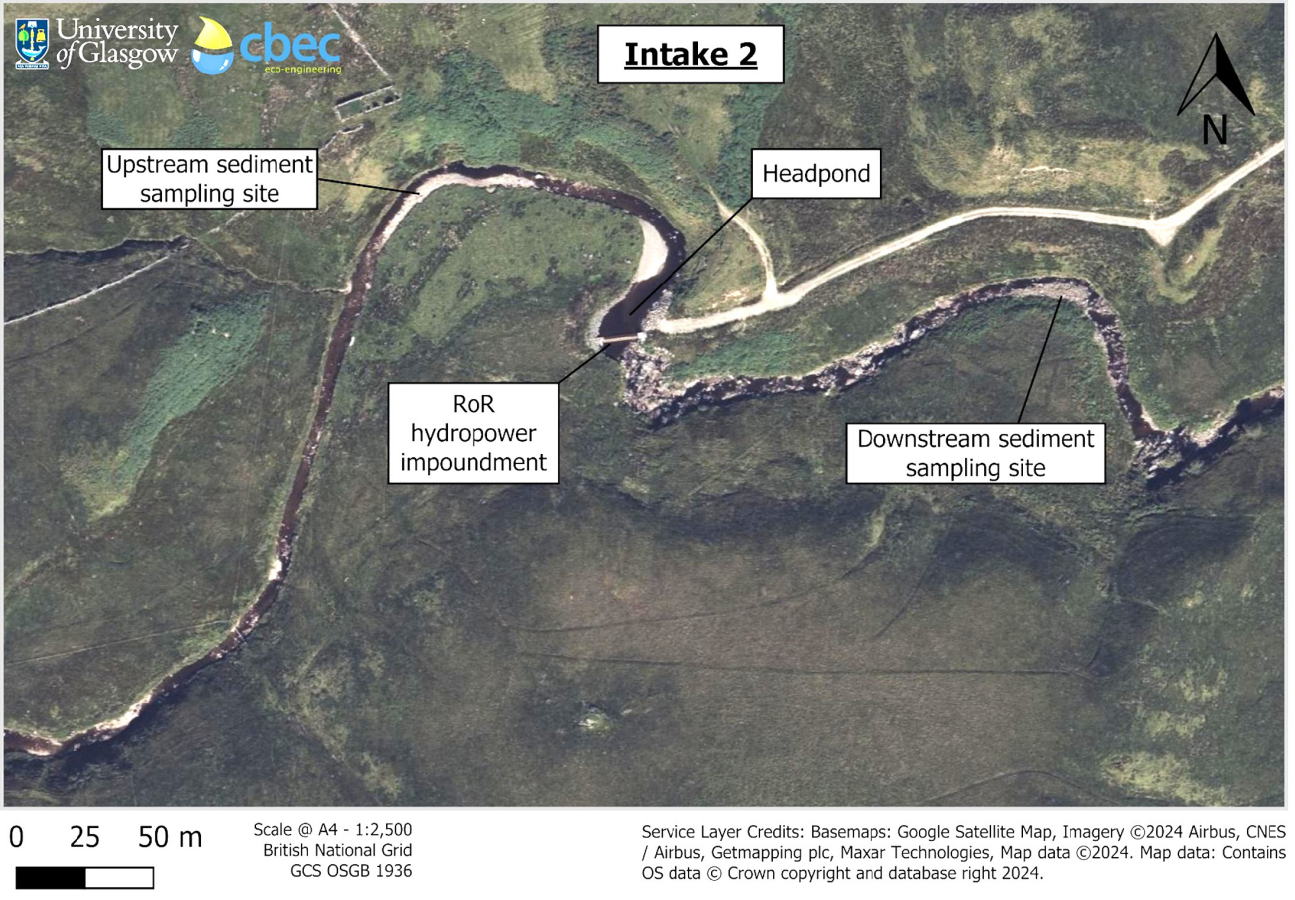 University
of Glasgow
cbec
eco-engineering
Intake 2
N
Upstream sediment
sampling site
Headpond
RoR
hydropower
impoundment
Downstream sediment
sampling site
0 25 50 m
Scale @ A4 - 1:2,500
British National Grid
GCS OSGB 1936
Service Layer Credits: Basemaps: Google Satellite Map, Imagery ©2024 Airbus, CNES
/ Airbus, Getmapping plc, Maxar Technologies, Map data ©2024. Map data: Contains
OS data © Crown copyright and database right 2024.